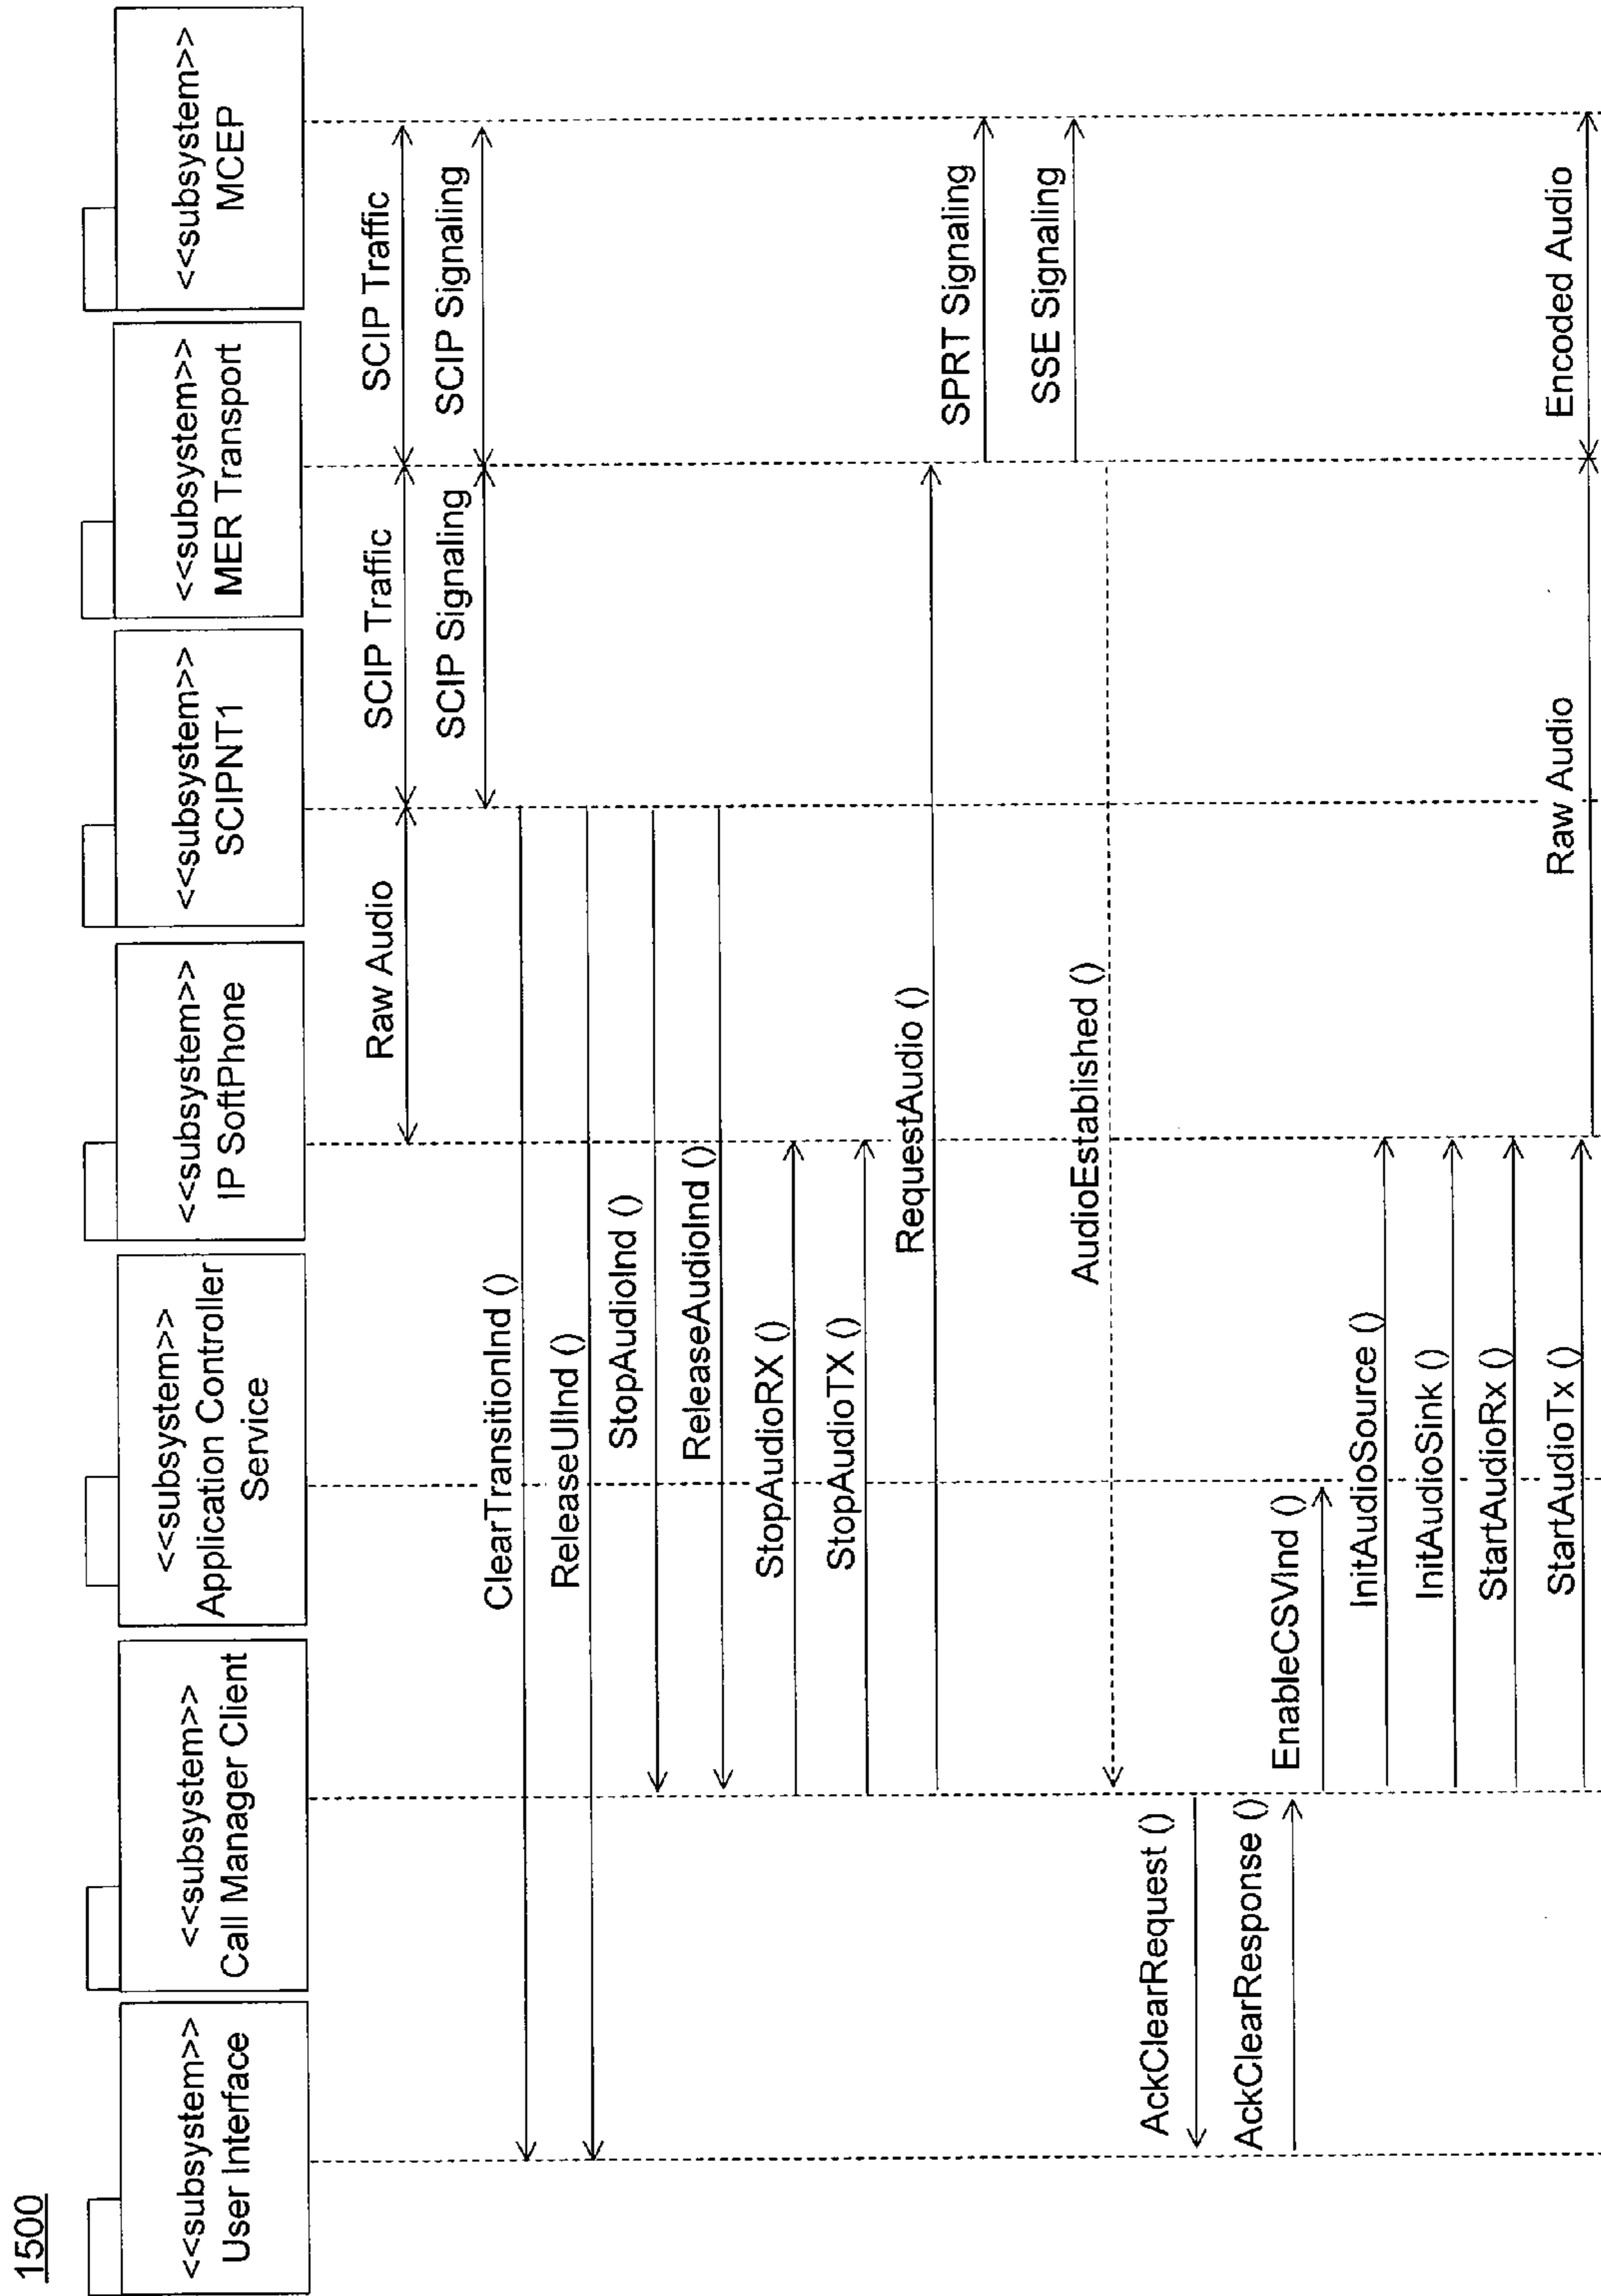 1500
<<subsystem>>
User Interface
<<subsystem>>
Call Manager Client
<<subsystem>>
Application Controller
Service
<<subsystem>>
IP SoftPhone
<<subsystem>>
SCIPNT1
<<subsystem>>
MER Transport
<<subsystem>>
MCEP
Raw Audio
SCIP Traffic
SCIP Traffic
SCIP Signaling
SCIP Signaling
ClearTransitionInd ()
ReleaseUIInd ()
StopAudioInd ()
ReleaseAudioInd ()
StopAudioRX ()
StopAudioTX ()
RequestAudio ()
SPRT Signaling
SSE Signaling
AudioEstablished ()
AckClearRequest ()
AckClearResponse ()
EnableCSVInd ()
InitAudioSource ()
InitAudioSink ()
StartAudioRx ()
StartAudioTx ()
Raw Audio
Encoded Audio